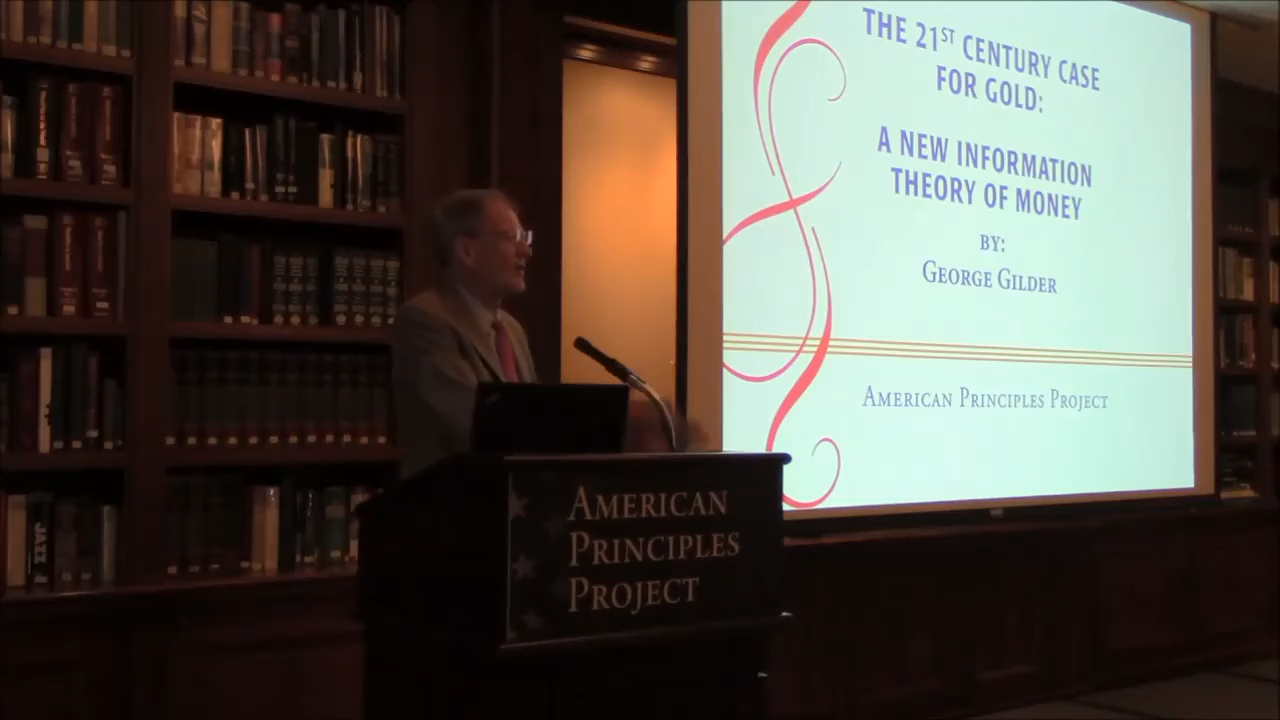 THE 21ST CENTURY CASE
FOR GOLD:
A NEW INFORMATION
THEORY OF MONEY
BY:
GEORGE GILDER
AMERICAN PRINCIPLES PROJECT
AMERICAN
PRINCIPLES
PROJECT
JAZZ